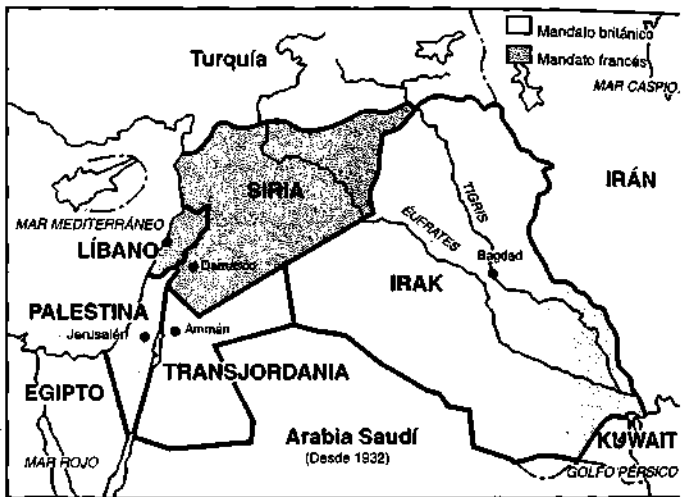 Mandato británico
Mandato francés
Turquía
MAR CASPIO
SIRIA
IRÁN
TIGRIS
MAR MEDITERRÁNEO
ÉUFRATES
LÍBANO
Damasco
Bagdad
IRAK
PALESTINA
Jerusalén
Ammán
TRANSJORDANIA
EGIPTO
Arabia Saudí
(Desde 1932)
KUWAIT
MAR ROJO
GOLFO PÉRSICO